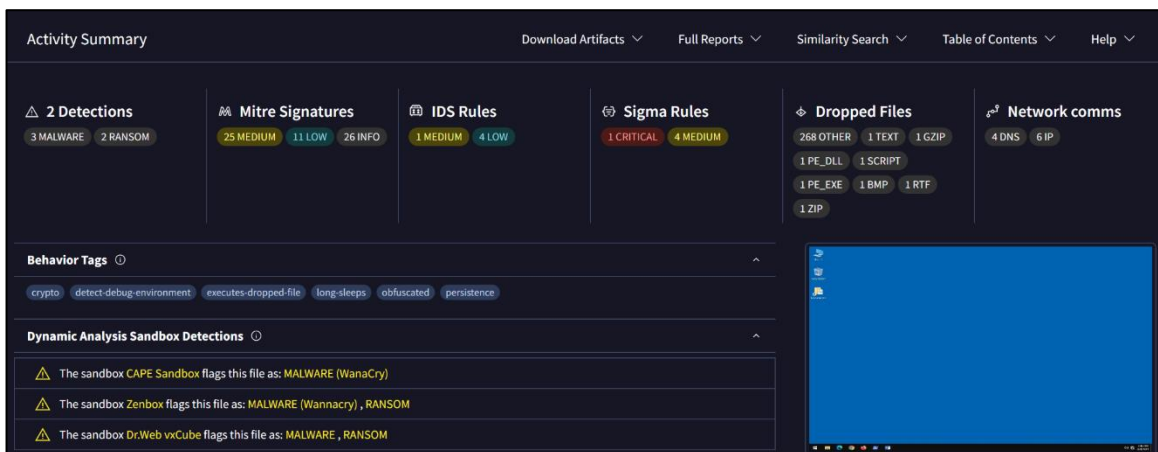 Activity Summary
Download Artifacts
Full Reports
Similarity Search
Table of Contents
Help
2 Detections
3 MALWARE 2 RANSOM
Mitre Signatures
25 MEDIUM 11 LOW 26 INFO
IDS Rules
1 MEDIUM 4 LOW
Sigma Rules
1 CRITICAL 4 MEDIUM
Dropped Files
268 OTHER 1 TEXT 1 GZIP
1 PE_DLL 1 SCRIPT
1 PE_EXE 1 BMP 1 RTF
1 ZIP
Network comms
4 DNS 6 IP
Behavior Tags
crypto detect-debug-environment executes-dropped-file long-sleeps obfuscated persistence
Dynamic Analysis Sandbox Detections
The sandbox CAPE Sandbox flags this file as: MALWARE (WanaCry)
The sandbox Zenbox flags this file as: MALWARE (Wannacry) , RANSOM
The sandbox Dr.Web vxCube flags this file as: MALWARE , RANSOM